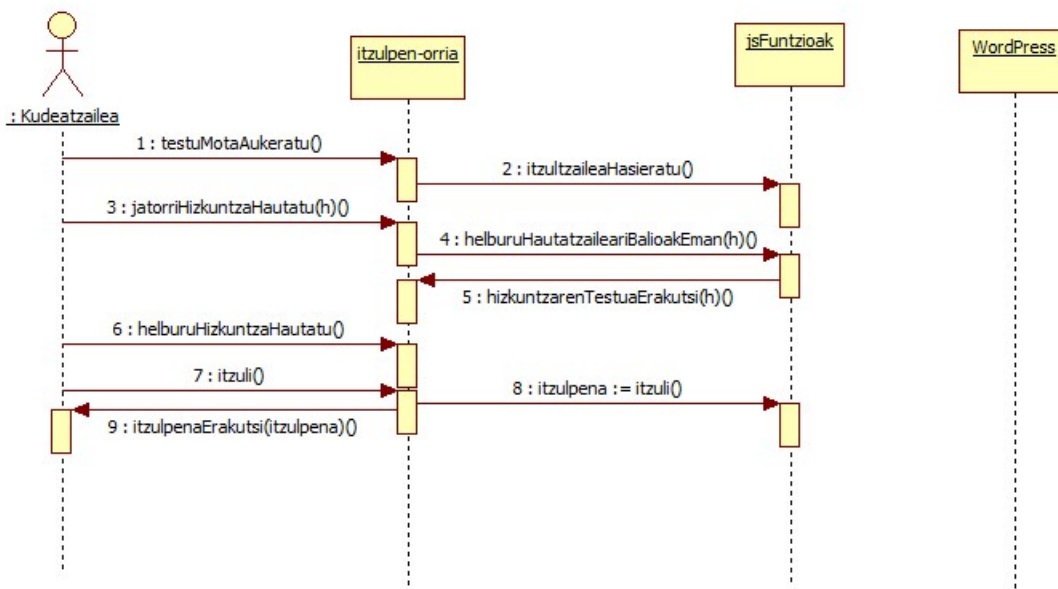 itzulpen-orria
jsFuntzioak
WordPress
: Kudeatzailea
1 : testuMotaAukeratu()
2 : itzultzaileaHasieratu()
3 : jatorriHizkuntzaHautatu(h)()
4 : helburuHautatzaileariBalioakEman(h)()
5 : hizkuntzarenTestuaErakutsi(h)()
6 : helburuHizkuntzaHautatu()
7 : itzuli()
8 : itzulpena := itzuli()
9 : itzulpenaErakutsi(itzulpena)()